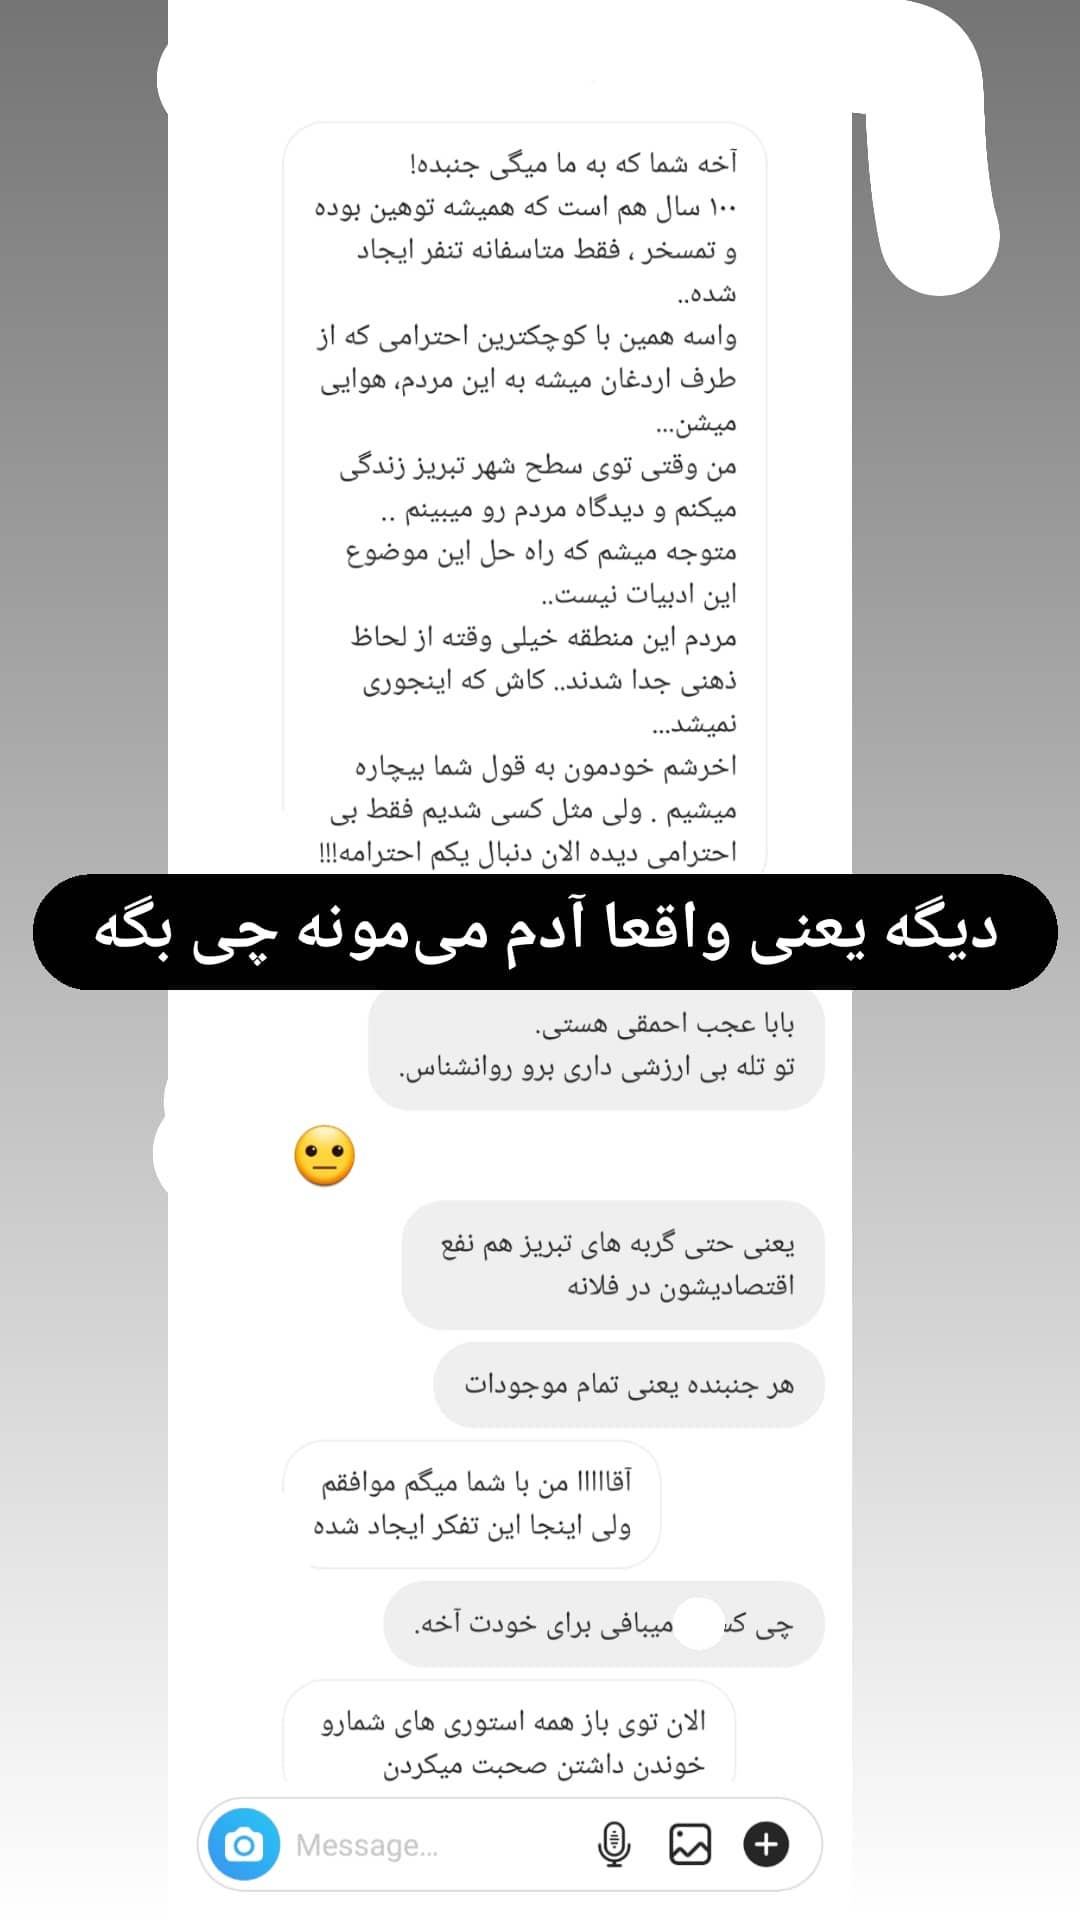 آخه شما که به ما میگی جنبده!
۱۰۰ سال هم است که همیشه توهین بوده
و تمسخر ، فقط متاسفانه تنفر ایجاد
شده..
واسه همین با کوچکترین احترامی که از
طرف اردغان میشه به این مردم، هوایی
میشن...
من وقتی توی سطح شهر تبریز زندگی
میکنم و دیدگاه مردم رو میبینم ..
متوجه میشم که راه حل این موضوع
این ادبیات نیست..
مردم این منطقه خیلی وقته از لحاظ
ذهنی جدا شدند.. کاش که اینجوری
نمیشد...
اخرشم خودمون به قول شما بیچاره
میشیم . ولی مثل کسی شدیم فقط بی
احترامی دیده الان دنبال یکم احترامه!!!
دیگه یعنی واقعا آدم می‌مونه چی بگه
بابا عجب احمقی هستی.
تو تله بی ارزشی داری برو روانشناس.
یعنی حتی گربه های تبریز هم نفع
اقتصادیشون در فلانه
هر جنبنده یعنی تمام موجودات
آقااااا من با شما میگم موافقم
ولی اینجا این تفکر ایجاد شده
چی میبافی برای خودت آخه.
الان توی باز همه استوری های شمارو
خوندن داشتن صحبت میکردن
Message...